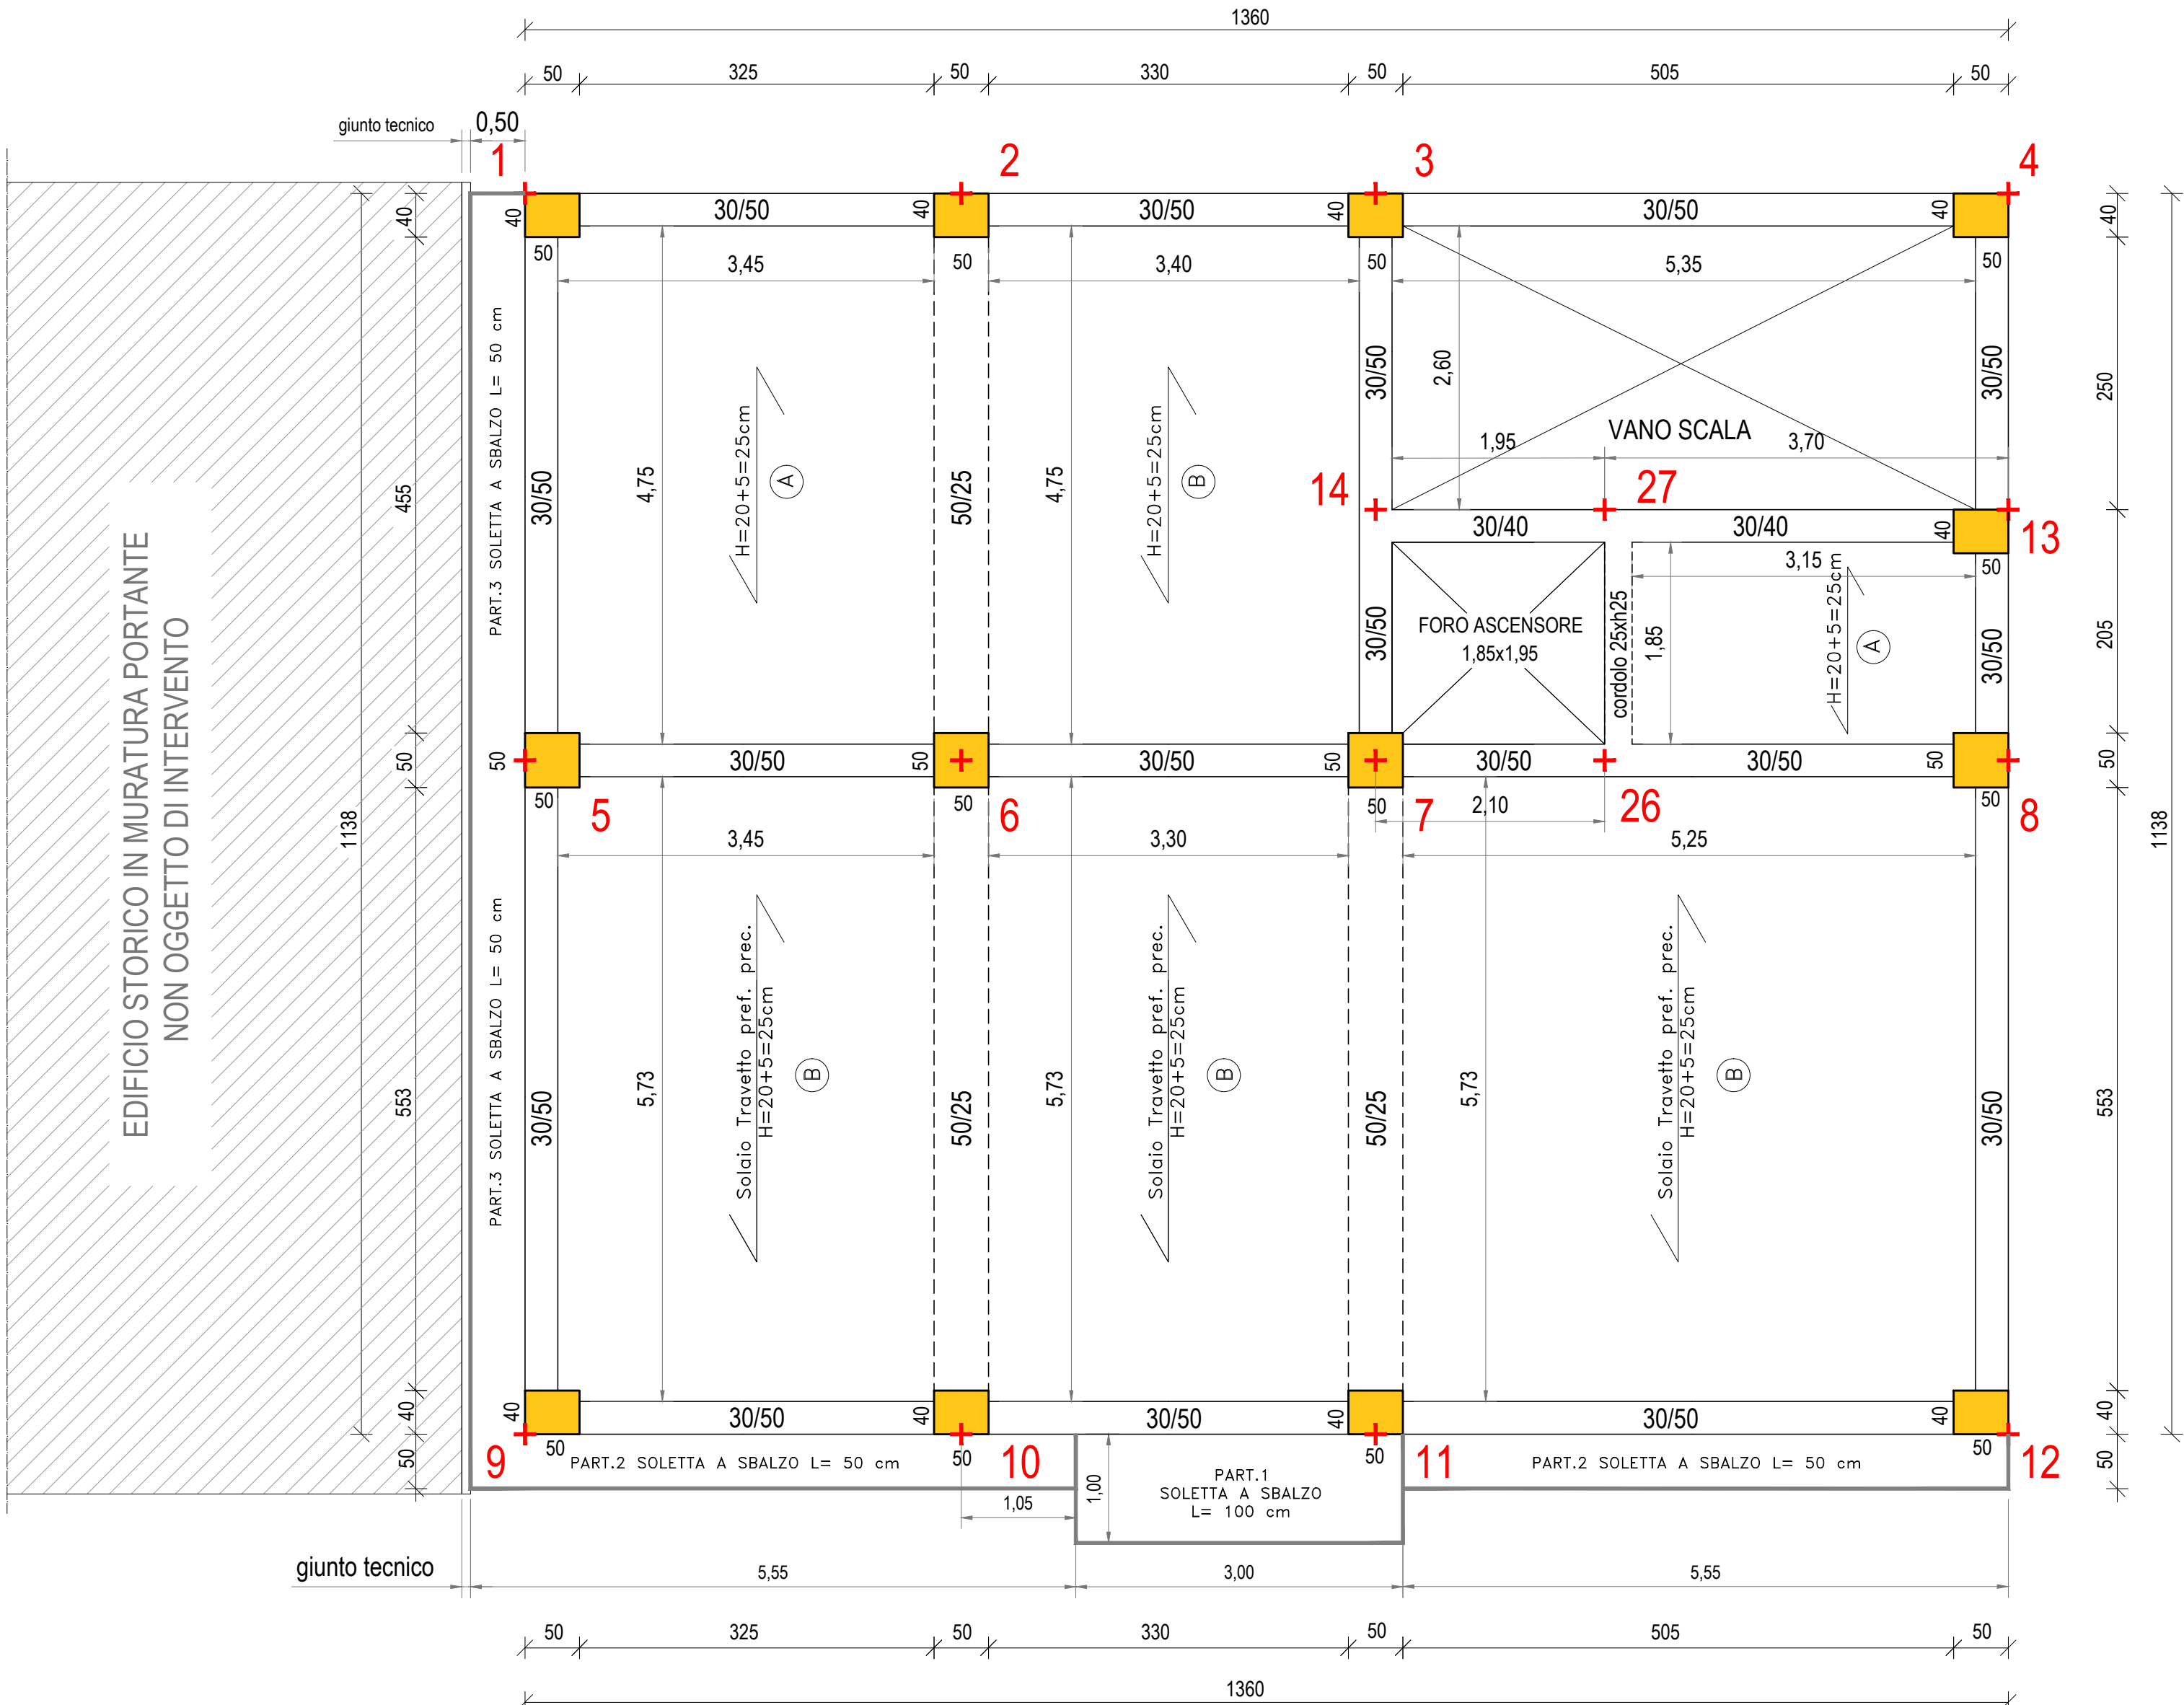 1360
50 325 50 330 50 505 50
giunto tecnico 0,50
1 2 3 4
40 30/50 40 30/50 40 30/50 40
50 50 50 50
3,45 3,40 5,35
40 40
PART.3 SOLETTA A SBALZO L= 50 cm
30/50
4,75
H=20+5=25cm
A
50/25
4,75
H=20+5=25cm
B
30/50
2,60
30/50
250
VANO SCALA
1,95 3,70
14 27 13
30/40 30/40 40
50
3,15
455
30/50
FORO ASCENSORE
1,85x1,95
cordolo 25xh25
1,85
H=20+5=25cm
A
30/50
205
EDIFICIO STORICO IN MURATURA PORTANTE
NON OGGETTO DI INTERVENTO
1138
50
50 30/50 50 30/50 50 30/50 30/50 50
50
50 50 50 50
5 6 7 2,10 26 8
1138
3,45 3,30 5,25
PART.3 SOLETTA A SBALZO L= 50 cm
553
30/50
5,73
Solaio Travetto pref. prec.
H=20+5=25cm
B
50/25
5,73
Solaio Travetto pref. prec.
H=20+5=25cm
B
50/25
5,73
Solaio Travetto pref. prec.
H=20+5=25cm
B
30/50
553
40
40 30/50 40 30/50 40 30/50 40
40
50 50 50 50
9 10 11 12
50
PART.2 SOLETTA A SBALZO L= 50 cm
PART.1
SOLETTA A SBALZO
L= 100 cm
1,00
PART.2 SOLETTA A SBALZO L= 50 cm
50
1,05
giunto tecnico
5,55 3,00 5,55
50 325 50 330 50 505 50
1360